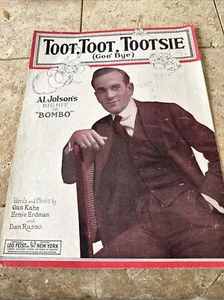 TOOT, TOOT, TOOTSIE
(Goo' Bye)
Al Jolson's
BIG HIT
in
"BOMBO"
Words and Music by
Gus Kahn
Ernie Erdman
and
Dan Russo
LEO FEIST INC. NEW YORK